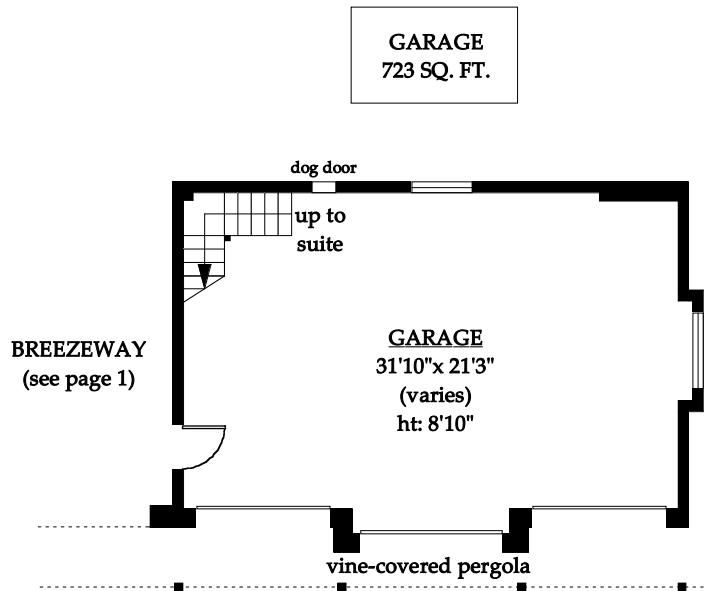 GARAGE
723 SQ. FT.
dog door
up to
suite
GARAGE
31'10"x 21'3"
(varies)
ht: 8'10"
BREEZEWAY
(see page 1)
vine-covered pergola